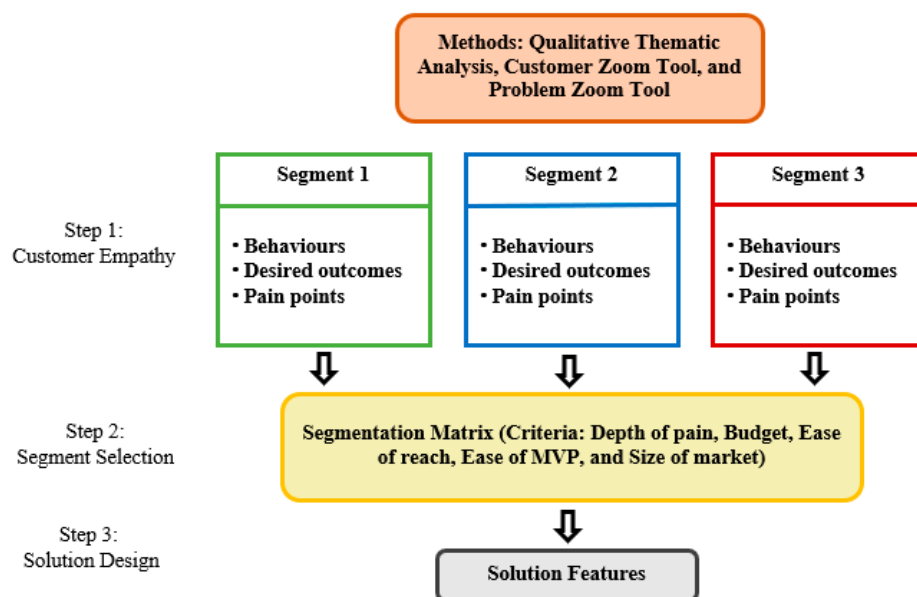 Methods: Qualitative Thematic
Analysis, Customer Zoom Tool, and
Problem Zoom Tool
Segment 1
Segment 2
Segment 3
Step 1:
Customer Empathy
• Behaviours
• Desired outcomes
• Pain points
• Behaviours
• Desired outcomes
• Pain points
• Behaviours
• Desired outcomes
• Pain points
Step 2:
Segment Selection
Segmentation Matrix (Criteria: Depth of pain, Budget, Ease
of reach, Ease of MVP, and Size of market)
Step 3:
Solution Design
Solution Features